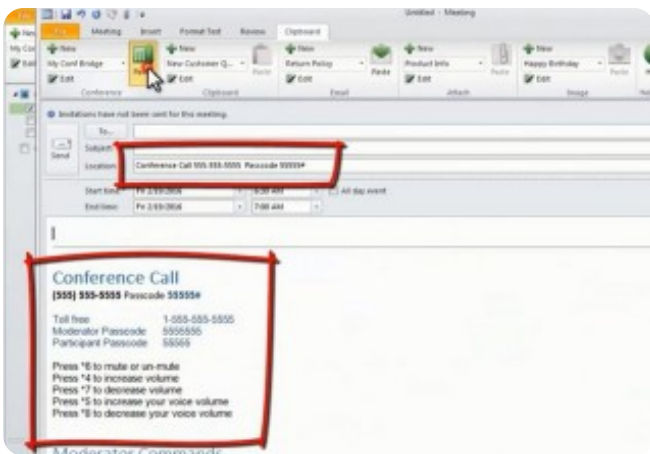 Untitled - Meeting
File Meeting Insert Format Text Review Clipboard
New New New New New
My Conf Bridge New Customer Q... Return Policy Product Info Happy Birthday
Paste Paste Paste Paste
Edit Edit Edit Edit Edit
Conference Clipboard Email Attach Image
Invitations have not been sent for this meeting.
To...
Send
Subject:
Location: Conference Call 555-555-5555 Passcode 55555#
Start time: Fri 2/19/2016 6:30 AM All day event
End time: Fri 2/19/2016 7:00 AM
Conference Call
(555) 555-5555 Passcode 55555#
Toll free 1-555-555-5555
Moderator Passcode 5555555
Participant Passcode 5555555
Press *6 to mute or un-mute
Press *4 to increase volume
Press *7 to decrease volume
Press *5 to increase your voice volume
Press *8 to decrease your voice volume
Moderator Commands